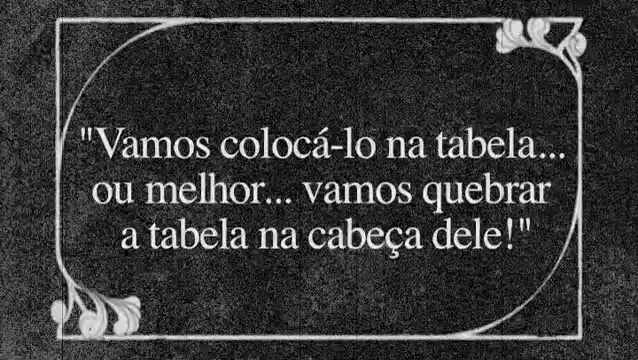 "Vamos colocá-lo na tabela...
ou melhor... vamos quebrar
a tabela na cabeça dele!"